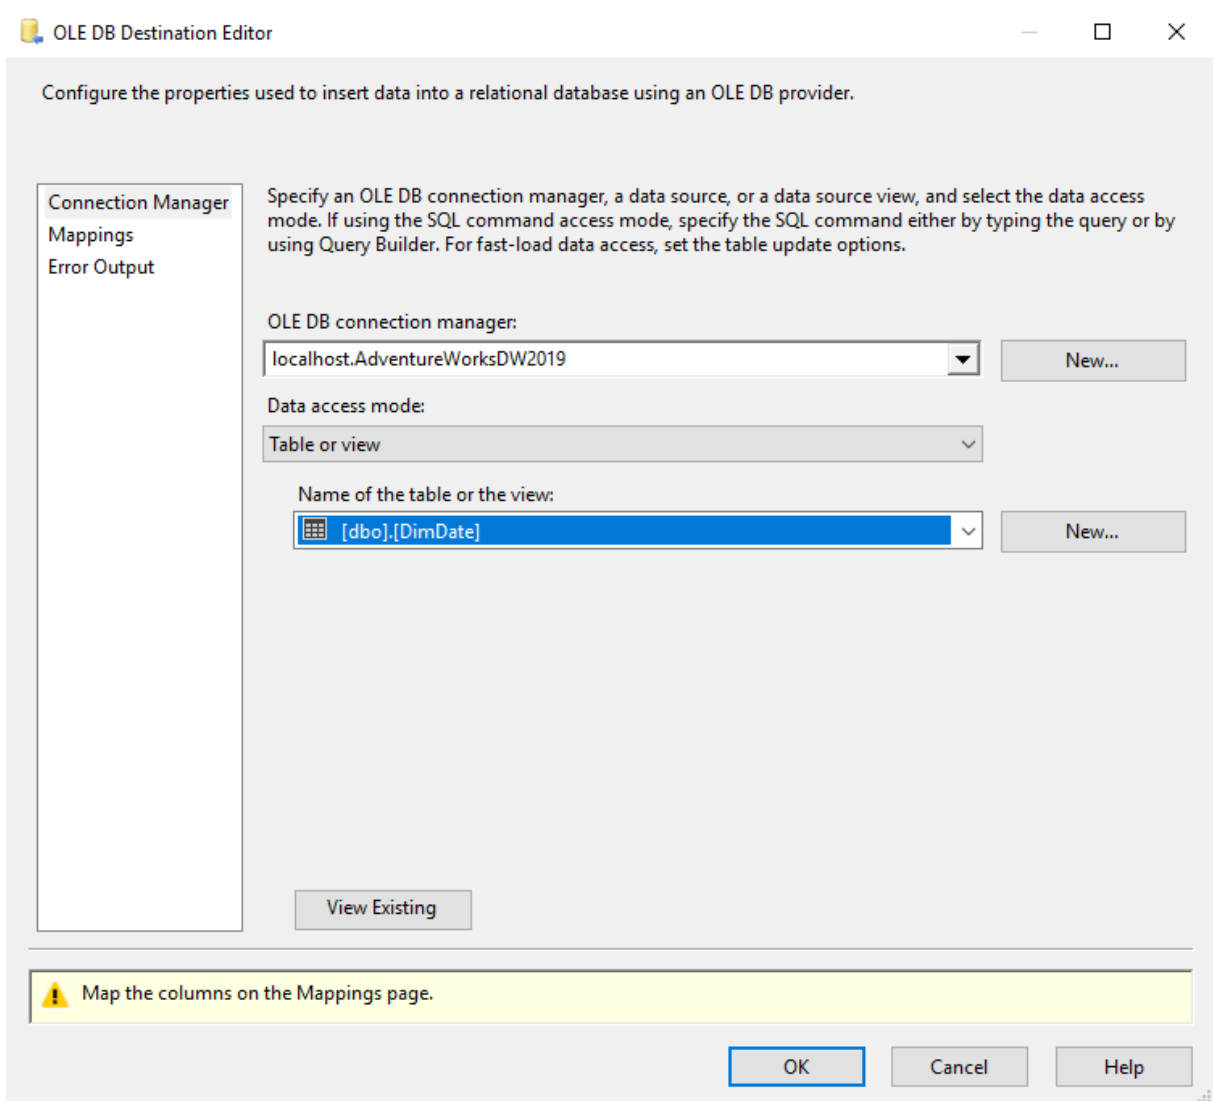 OLE DB Destination Editor
Configure the properties used to insert data into a relational database using an OLE DB provider.
Connection Manager
Mappings
Error Output
Specify an OLE DB connection manager, a data source, or a data source view, and select the data access
mode. If using the SQL command access mode, specify the SQL command either by typing the query or by
using Query Builder. For fast-load data access, set the table update options.
OLE DB connection manager:
localhost.AdventureWorksDW2019
New...
Data access mode:
Table or view
Name of the table or the view:
[dbo].[DimDate]
New...
View Existing
Map the columns on the Mappings page.
OK
Cancel
Help